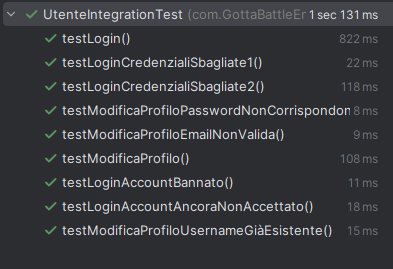 UtenteIntegrationTest (com.GottaBattleEr 1 sec 131 ms
testLogin() 822 ms
testLoginCredenzialiSbagliate1() 22 ms
testLoginCredenzialiSbagliate2() 118 ms
testModificaProfiloPasswordNonCorrispondon 8 ms
testModificaProfiloEmailNonValida() 9 ms
testModificaProfilo() 108 ms
testLoginAccountBannato() 11 ms
testLoginAccountAncoraNonAccettato() 18 ms
testModificaProfiloUsernameGiàEsistente() 15 ms